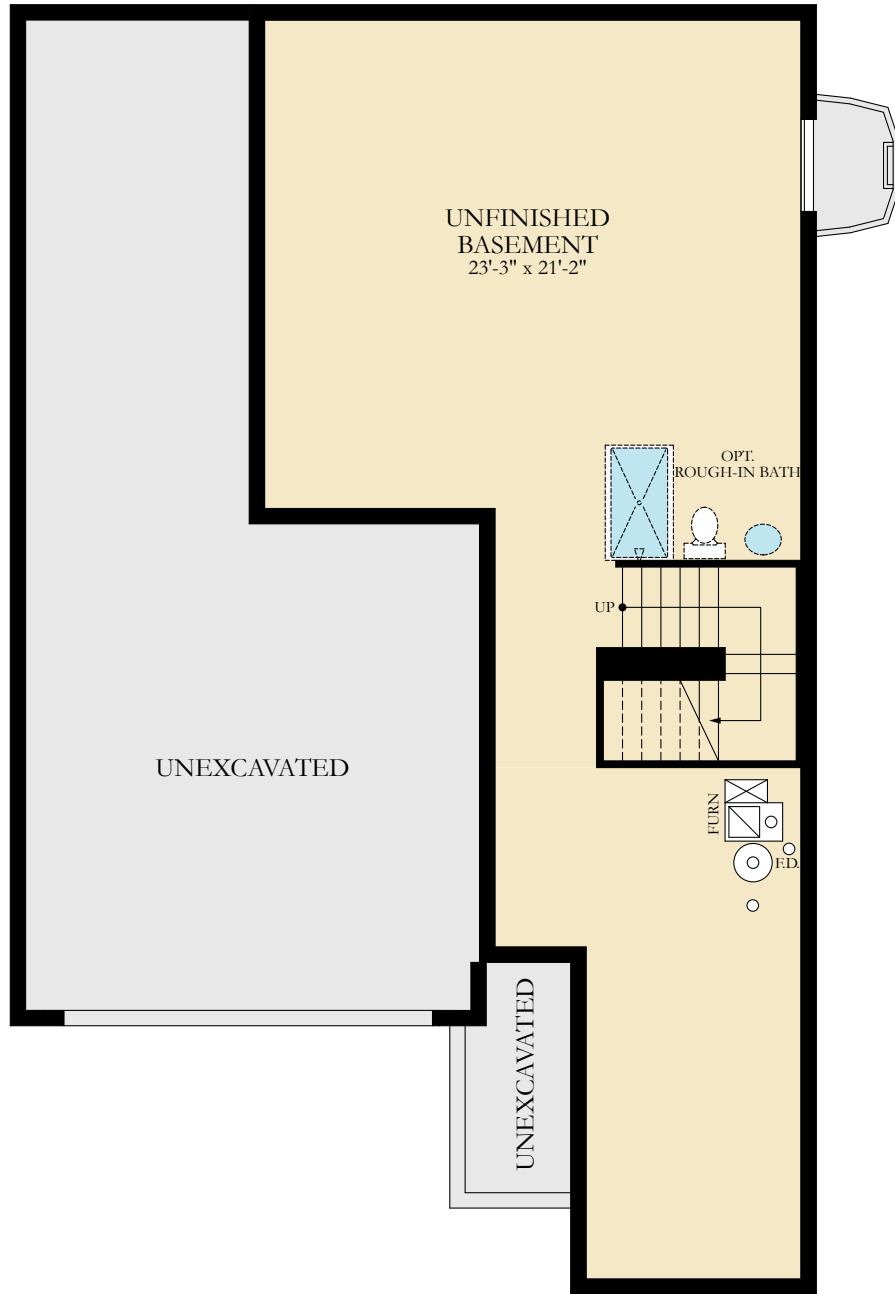 UNFINISHED
BASEMENT
23'-3" x 21'-2"
OPT.
ROUGH-IN BATH
UP
UNEXCAVATED
FURN
F.D.
UNEXCAVATED